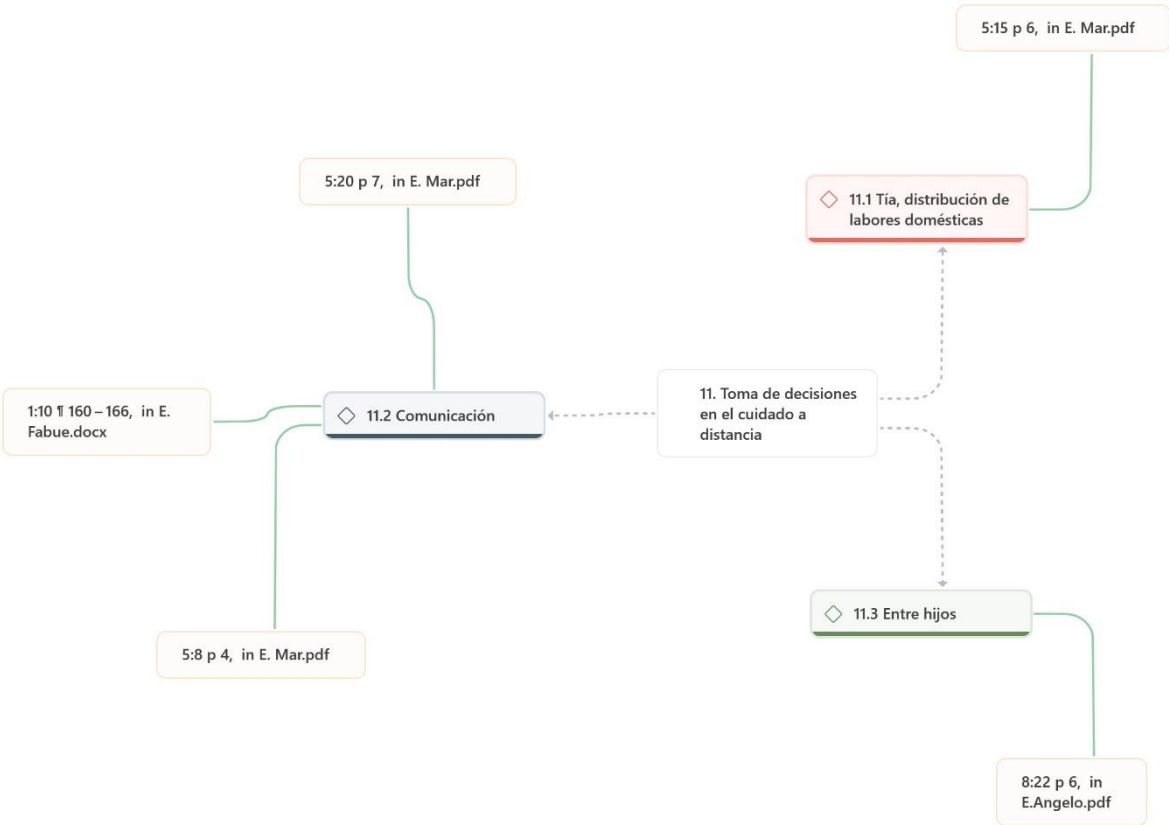 5:15 p 6, in E. Mar.pdf
5:20 p 7, in E. Mar.pdf
11.1 Tía, distribución de
labores domésticas
1:10 ¶ 160 – 166, in E.
Fabue.docx
11.2 Comunicación
11. Toma de decisiones
en el cuidado a
distancia
11.3 Entre hijos
5:8 p 4, in E. Mar.pdf
8:22 p 6, in
E.Angelo.pdf